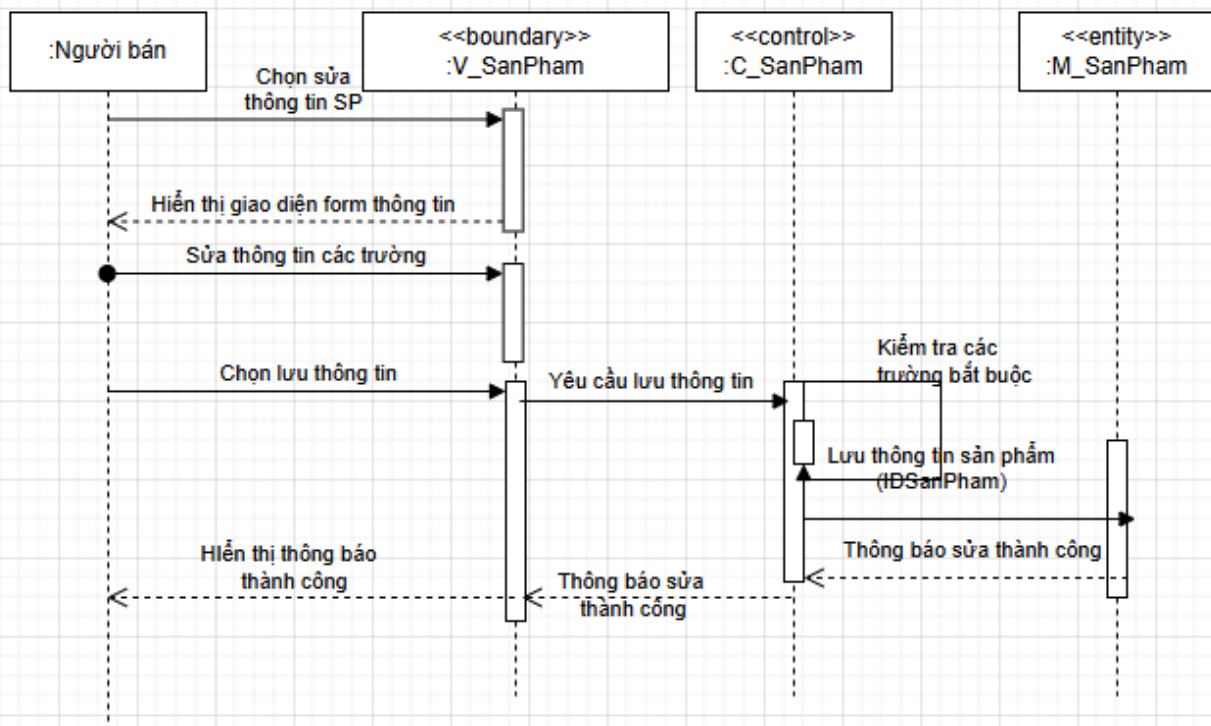 :Người bán
<<boundary>>
:V_SanPham
<<control>>
:C_SanPham
<<entity>>
:M_SanPham
Chọn sửa
thông tin SP
Hiển thị giao diện form thông tin
Sửa thông tin các trường
Chọn lưu thông tin
Yêu cầu lưu thông tin
Kiểm tra các
trường bắt buộc
Lưu thông tin sản phẩm
(IDSanPham)
Thông báo sửa thành công
Thông báo sửa
thành công
HIển thị thông báo
thành công